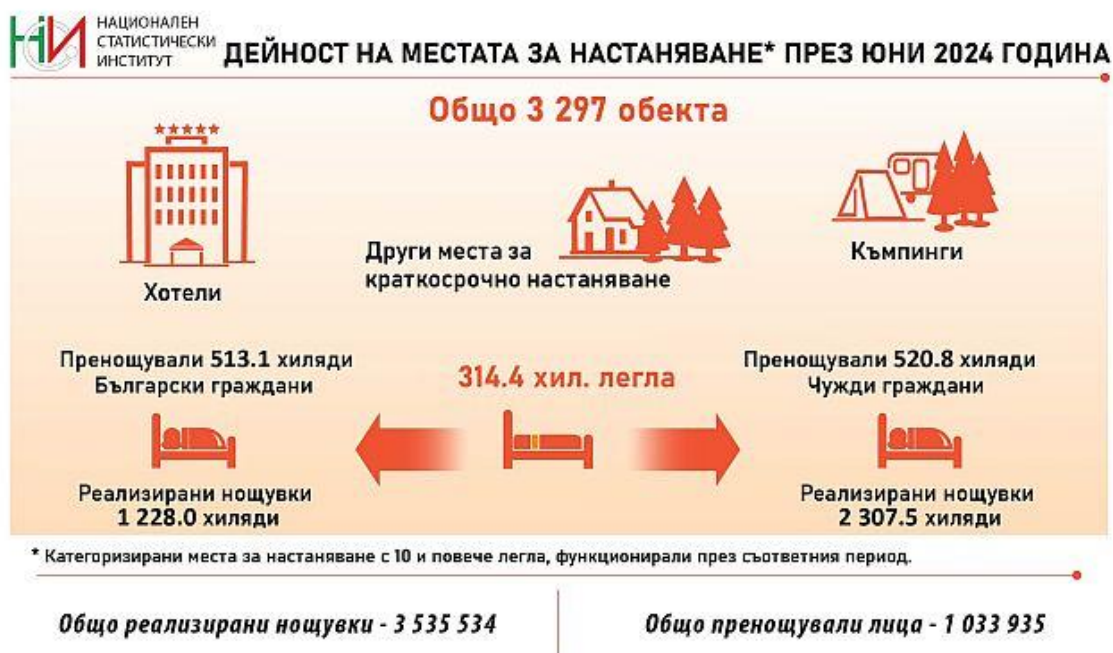 НАЦИОНАЛЕН
СТАТИСТИЧЕСКИ
ИНСТИТУТ
ДЕЙНОСТ НА МЕСТАТА ЗА НАСТАНЯВАНЕ* ПРЕЗ ЮНИ 2024 ГОДИНА
Общо 3 297 обекта
Хотели
Други места за
краткосрочно настаняване
Къмпинги
Пренощували 513.1 хиляди
Български граждани
314.4 хил. легла
Пренощували 520.8 хиляди
Чужди граждани
Реализирани нощувки
1 228.0 хиляди
Реализирани нощувки
2 307.5 хиляди
* Категоризирани места за настаняване с 10 и повече легла, функционирали през съответния период.
Общо реализирани нощувки - 3 535 534
Общо пренощували лица - 1 033 935